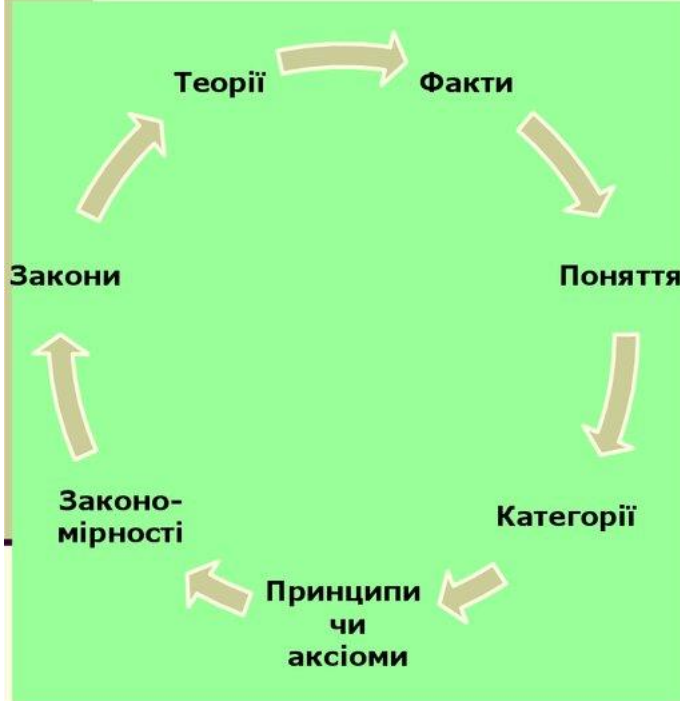 Теорії
Факти
Поняття
Категорії
Принципи
чи
аксіоми
Законо-
мірності
Закони